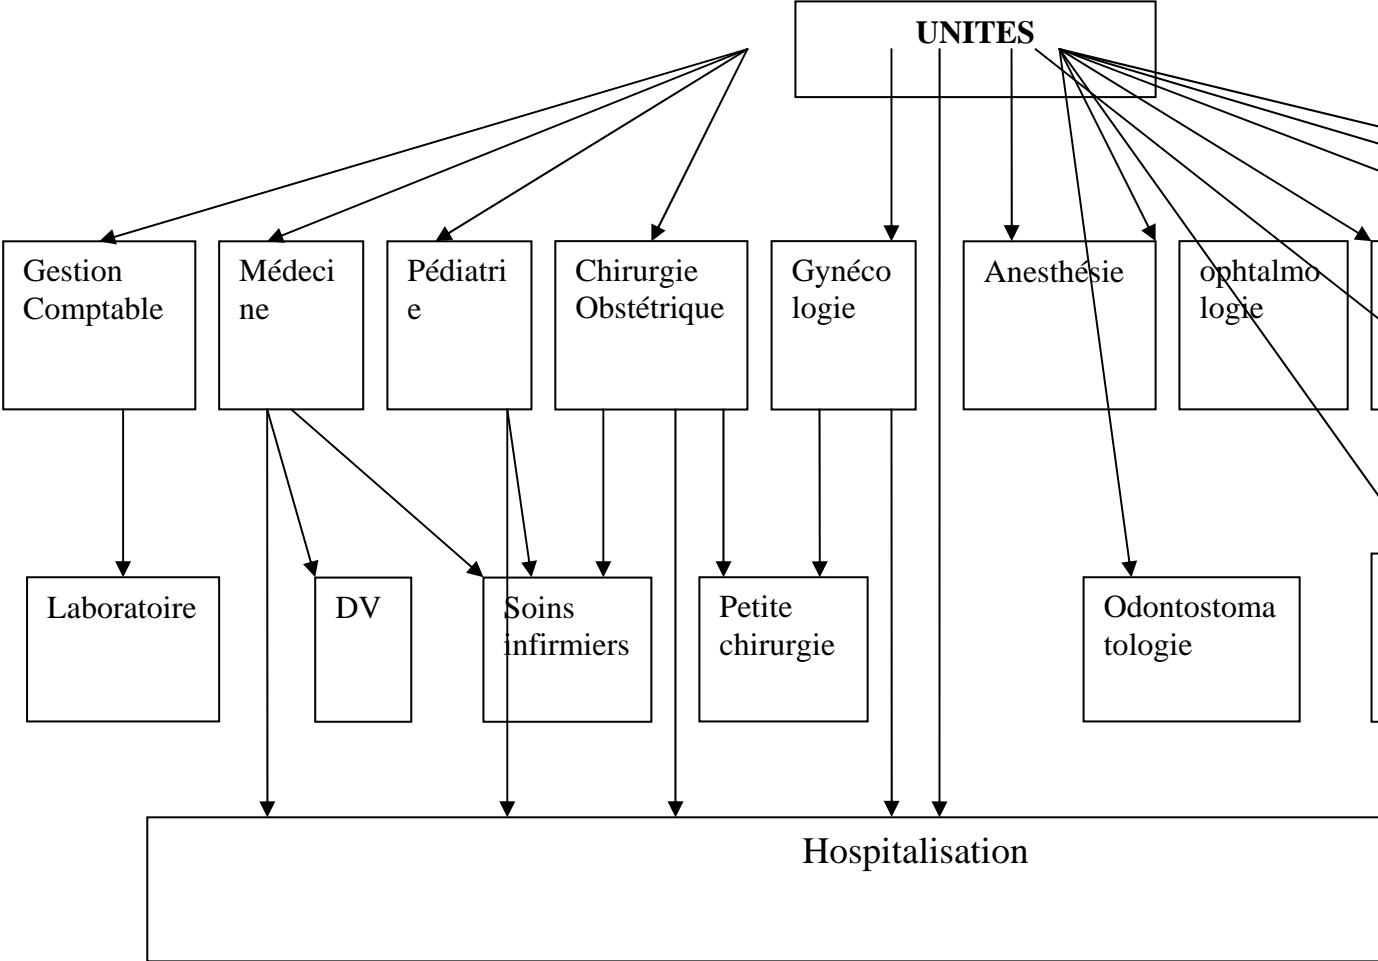 UNITES
Gestion
Comptable
Médeci
ne
Pédiatri
e
Chirurgie
Obstétrique
Gynéco
logie
Anesthésie
ophtalmo
logie
Laboratoire
DV
Soins
infirmiers
Petite
chirurgie
Odontostoma
tologie
Hospitalisation